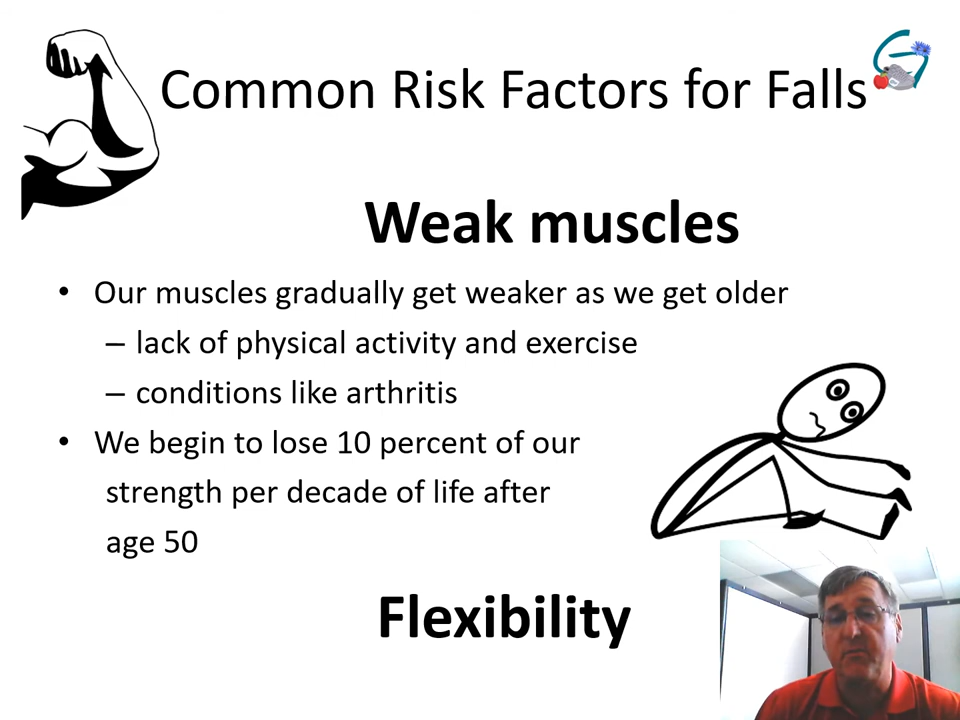 Common Risk Factors for Falls
Weak muscles
• Our muscles gradually get weaker as we get older
– lack of physical activity and exercise
– conditions like arthritis
• We begin to lose 10 percent of our
strength per decade of life after
age 50
Flexibility